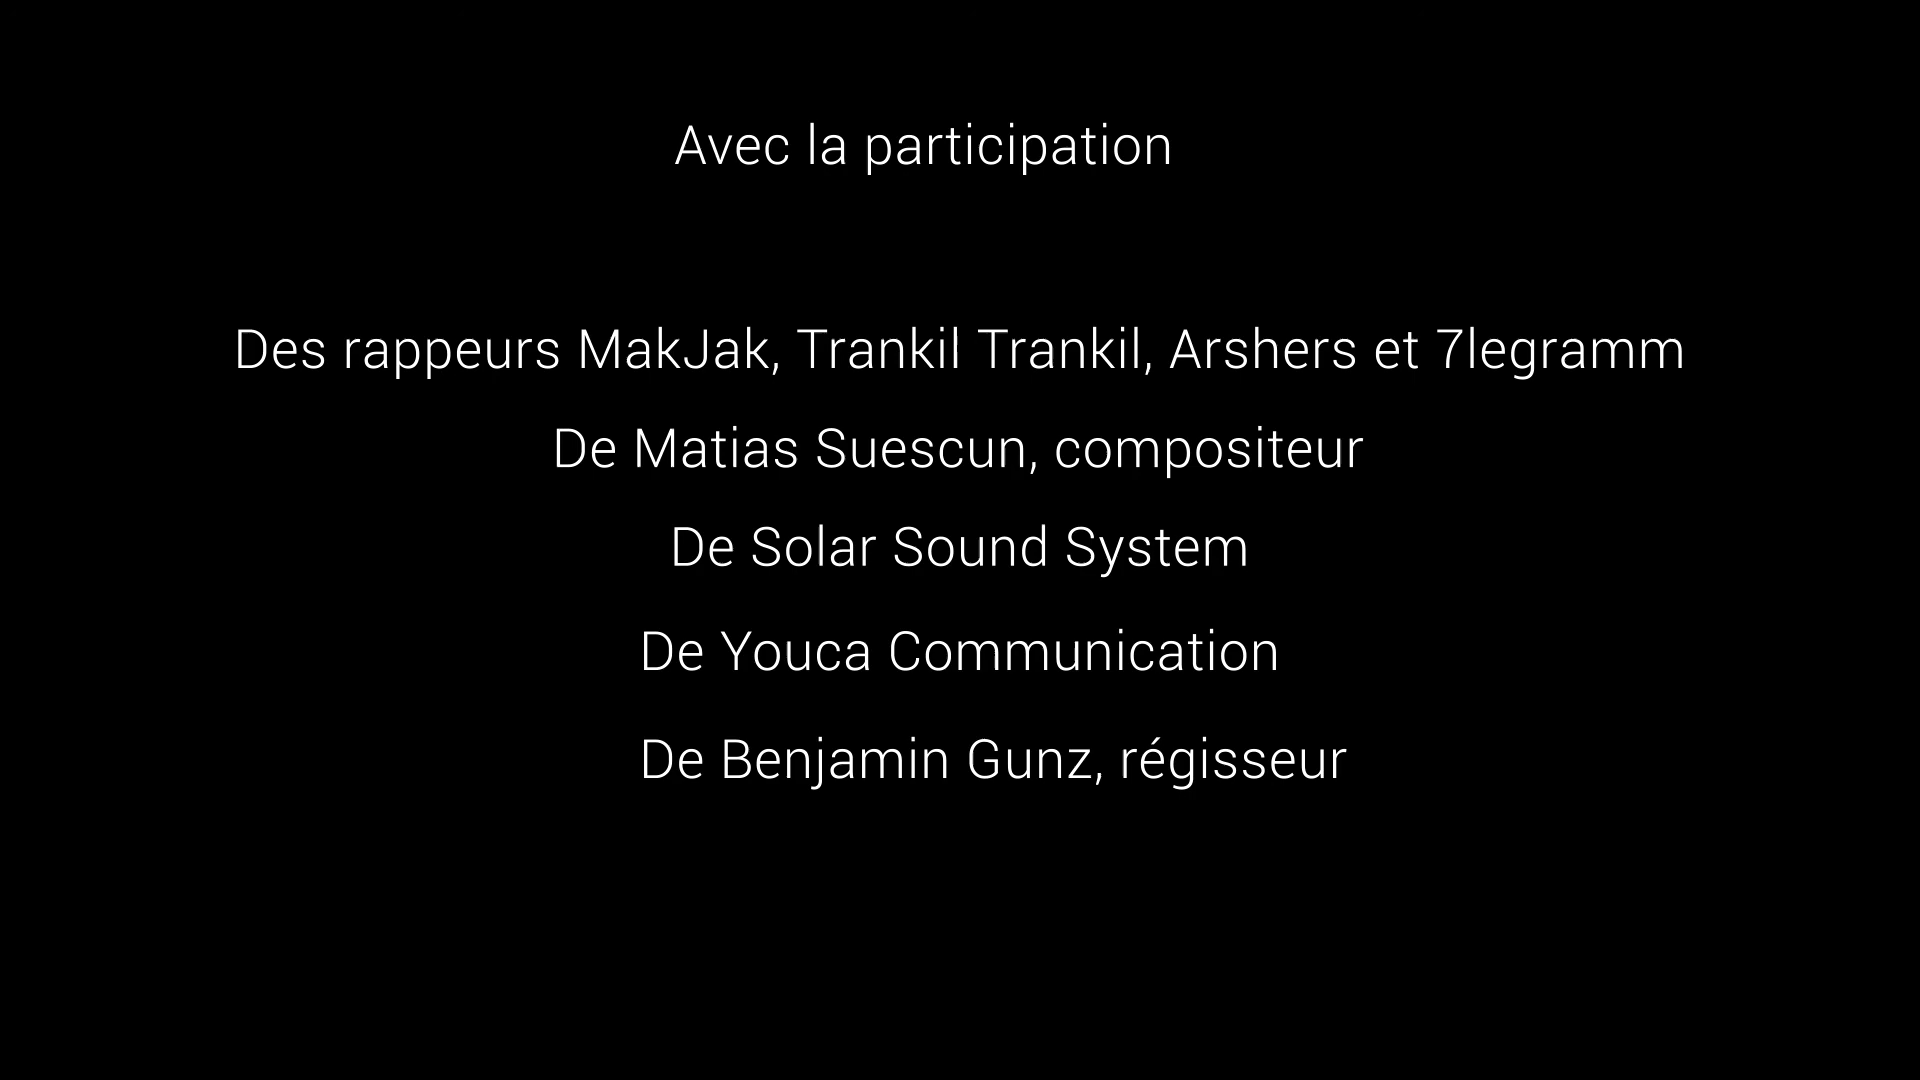 Avec la participation
Des rappeurs MakJak, Trankil Trankil, Arshers et 7legramm
De Matias Suescun, compositeur
De Solar Sound System
De Youca Communication
De Benjamin Gunz, régisseur